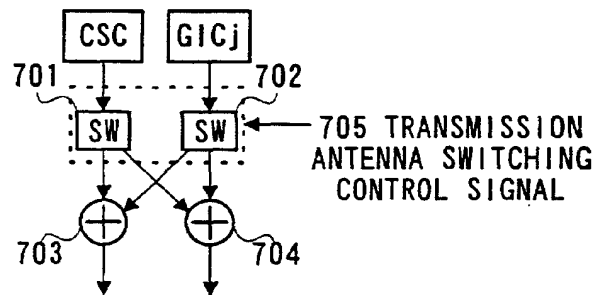 CSC GICj
701 702
SW SW
705 TRANSMISSION
ANTENNA SWITCHING
CONTROL SIGNAL
703 704